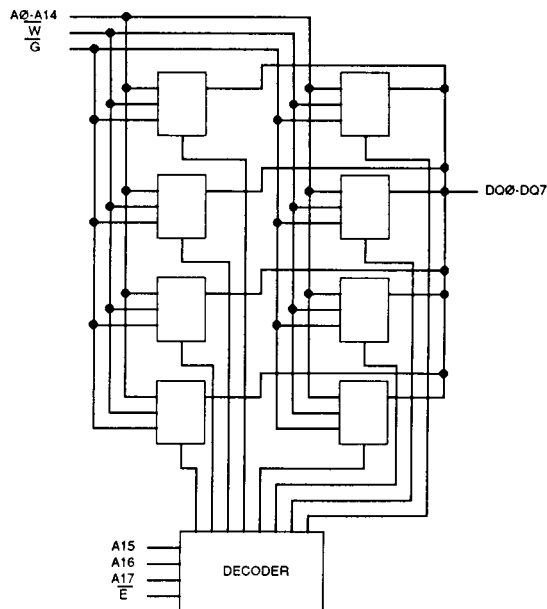 AØ-A14
W̅
G̅
DQØ-DQ7
A15
A16
A17
E̅
DECODER